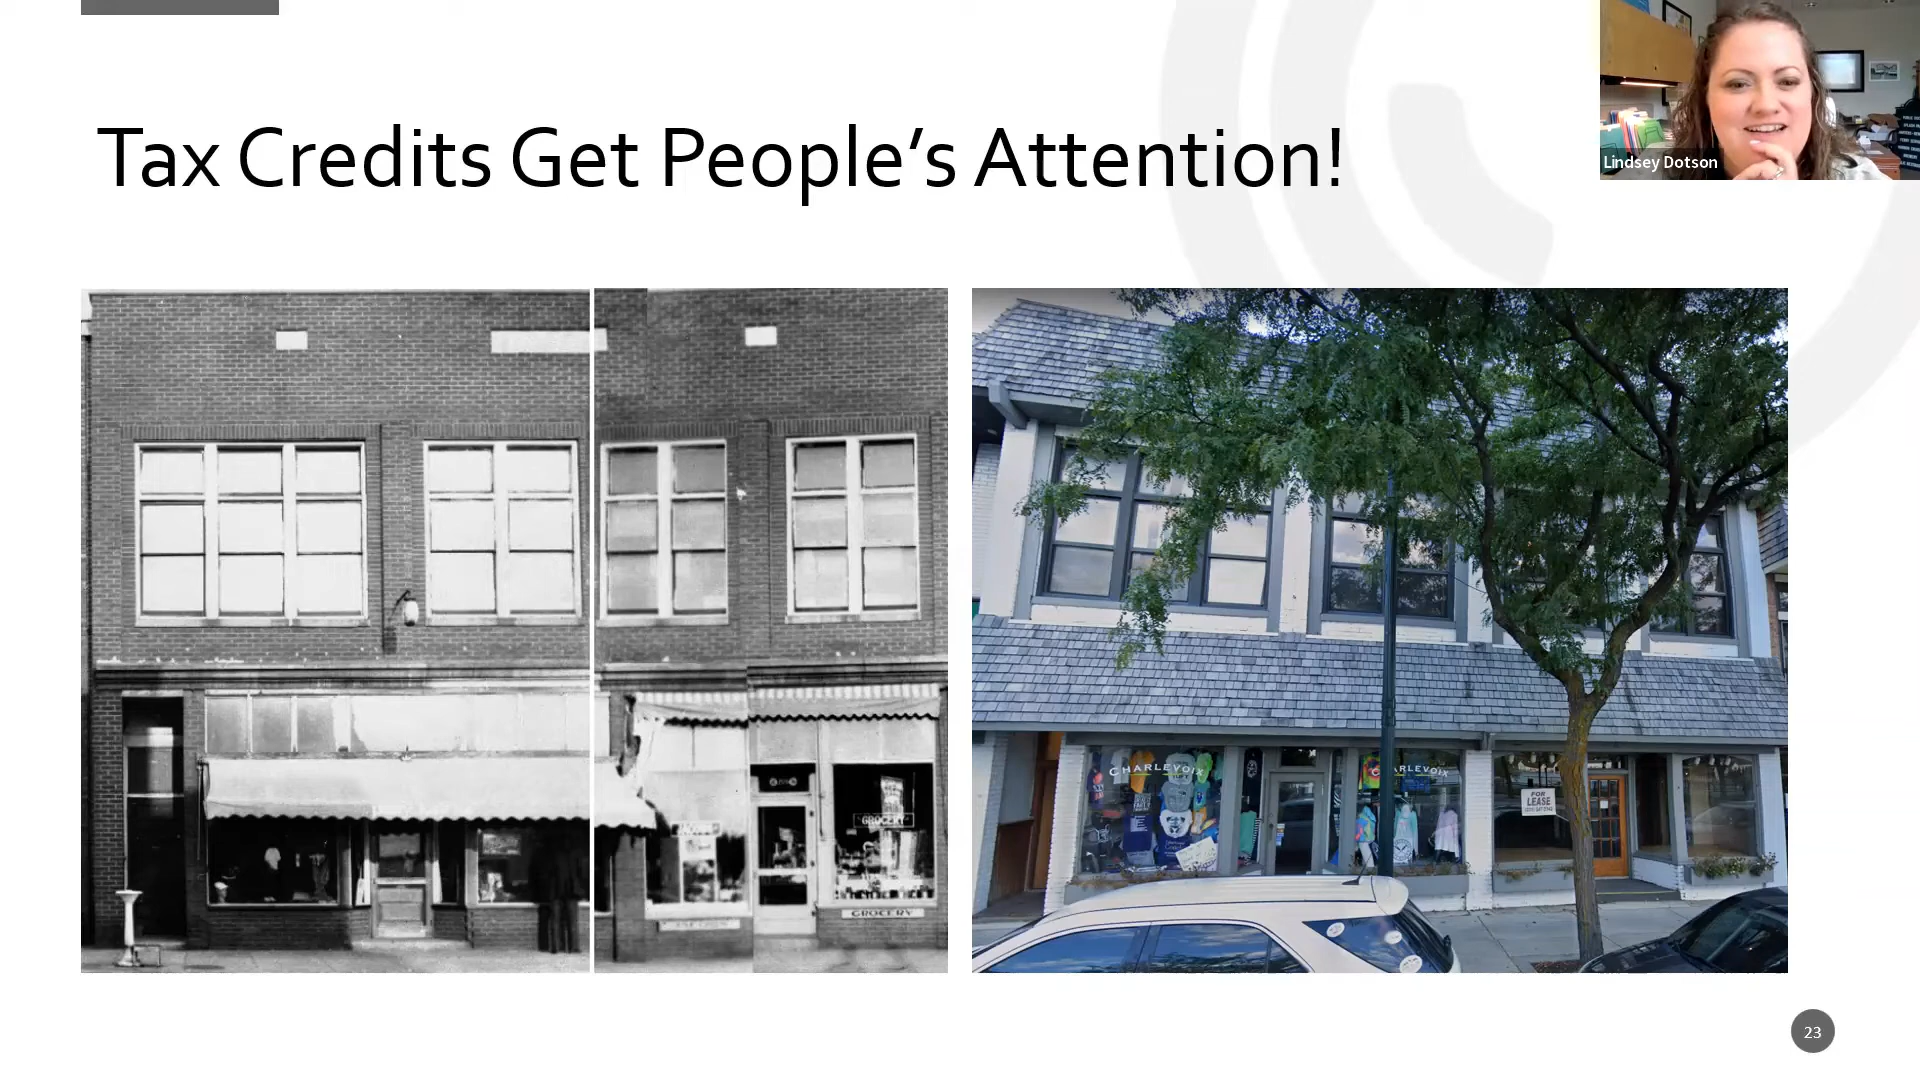 Tax Credits Get People's Attention!
Lindsey Dotson
GROCERY
GROCERY
CHARLEVOIX
CHARLEVOIX
FOR
LEASE
23